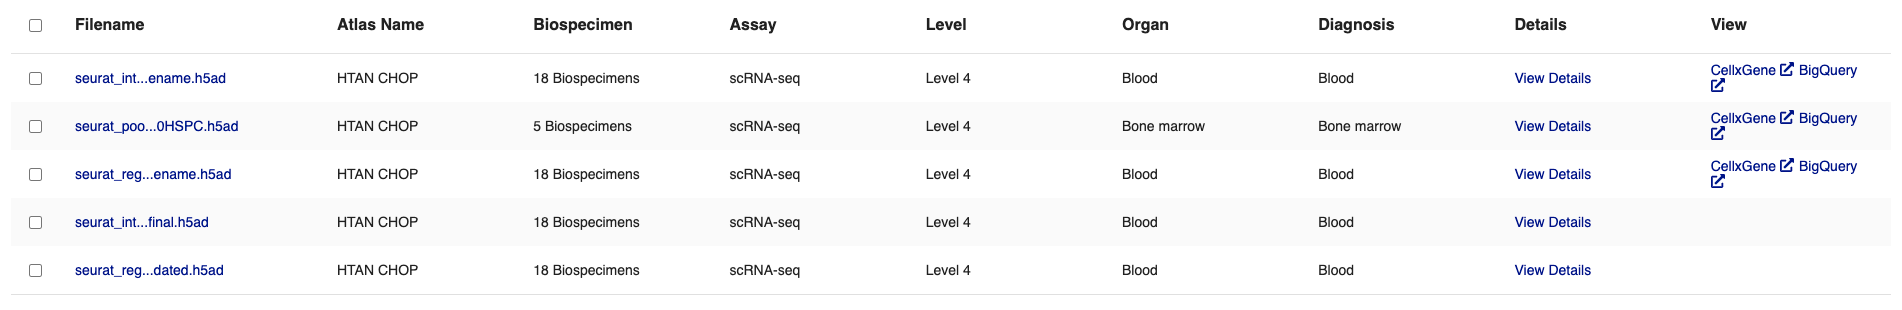 Filename Atlas Name Biospecimen Assay Level Organ Diagnosis Details View
seurat_int...ename.h5ad HTAN CHOP 18 Biospecimens scRNA-seq Level 4 Blood Blood View Details CellxGene BigQuery
seurat_poo...0HSPC.h5ad HTAN CHOP 5 Biospecimens scRNA-seq Level 4 Bone marrow Bone marrow View Details CellxGene BigQuery
seurat_reg...ename.h5ad HTAN CHOP 18 Biospecimens scRNA-seq Level 4 Blood Blood View Details CellxGene BigQuery
seurat_int...final.h5ad HTAN CHOP 18 Biospecimens scRNA-seq Level 4 Blood Blood View Details
seurat_reg...dated.h5ad HTAN CHOP 18 Biospecimens scRNA-seq Level 4 Blood Blood View Details